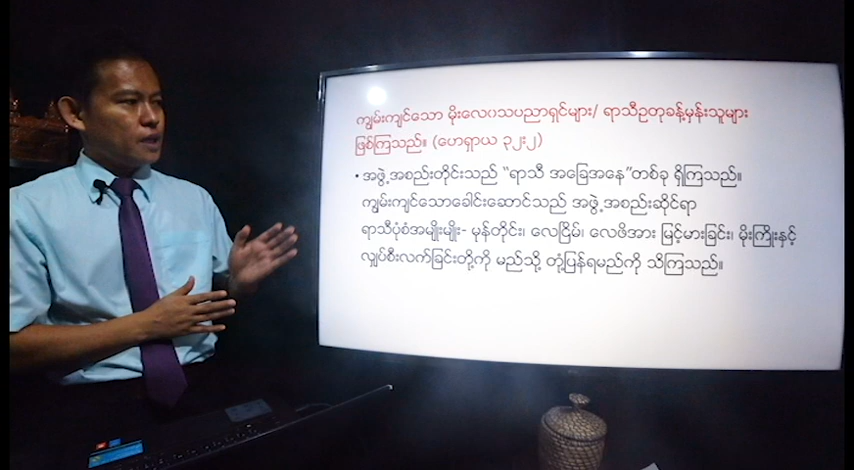 ကျွမ်းကျင်သော မိုးလေဝသပညာရှင်များ/ ရာသီဥတုခန့်မှန်းသူများ
ဖြစ်ကြသည်။ (ဟေရှာယ ၃၂း၂)
• အဖွဲ့အစည်းတိုင်းသည် “ရာသီ အခြေအနေ”တစ်ခု ရှိကြသည်။
ကျွမ်းကျင်သောခေါင်းဆောင်သည် အဖွဲ့အစည်းဆိုင်ရာ
ရာသီပုံစံအမျိုးမျိုး- မုန်တိုင်း၊ လေငြိမ်၊ လေဖိအား မြင့်မားခြင်း၊ မိုးကြိုးနှင့်
လျှပ်စီးလက်ခြင်းတို့ကို မည်သို့ တုံ့ပြန်ရမည်ကို သိကြသည်။